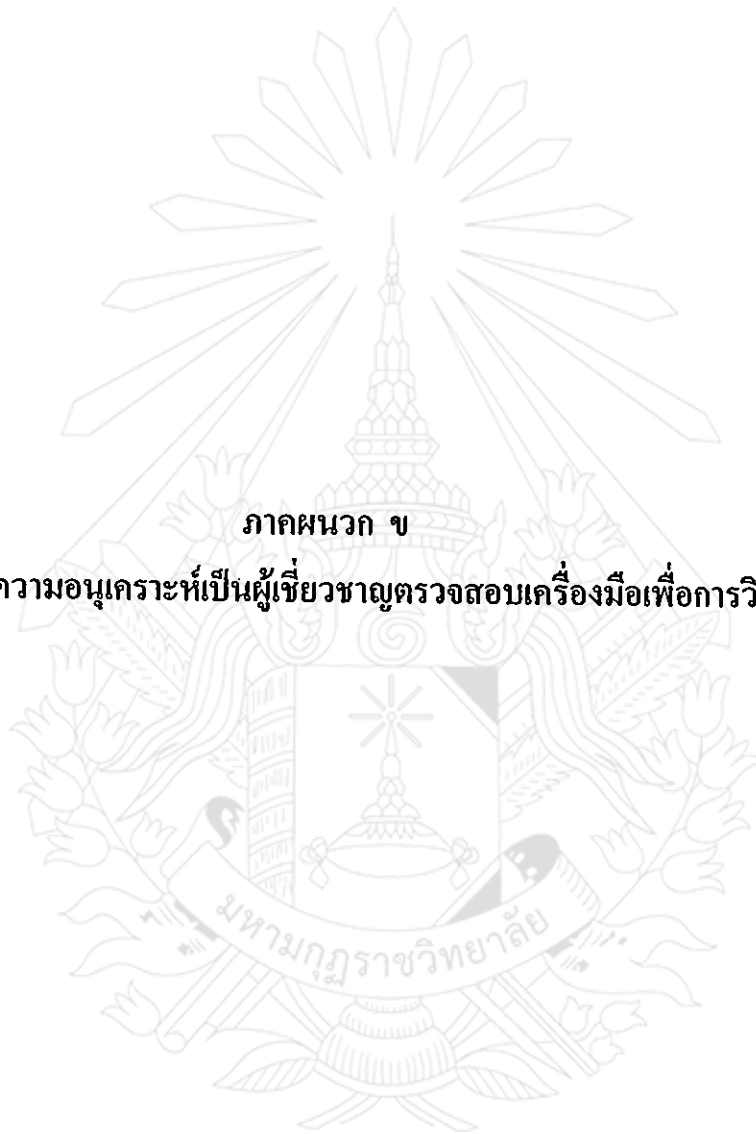 ภาคผนวก ข
ความอนุเคราะห์เป็นผู้เชี่ยวชาญตรวจสอบเครื่องมือเพื่อการวิ
มหามกุฏราชวิทยาลัย